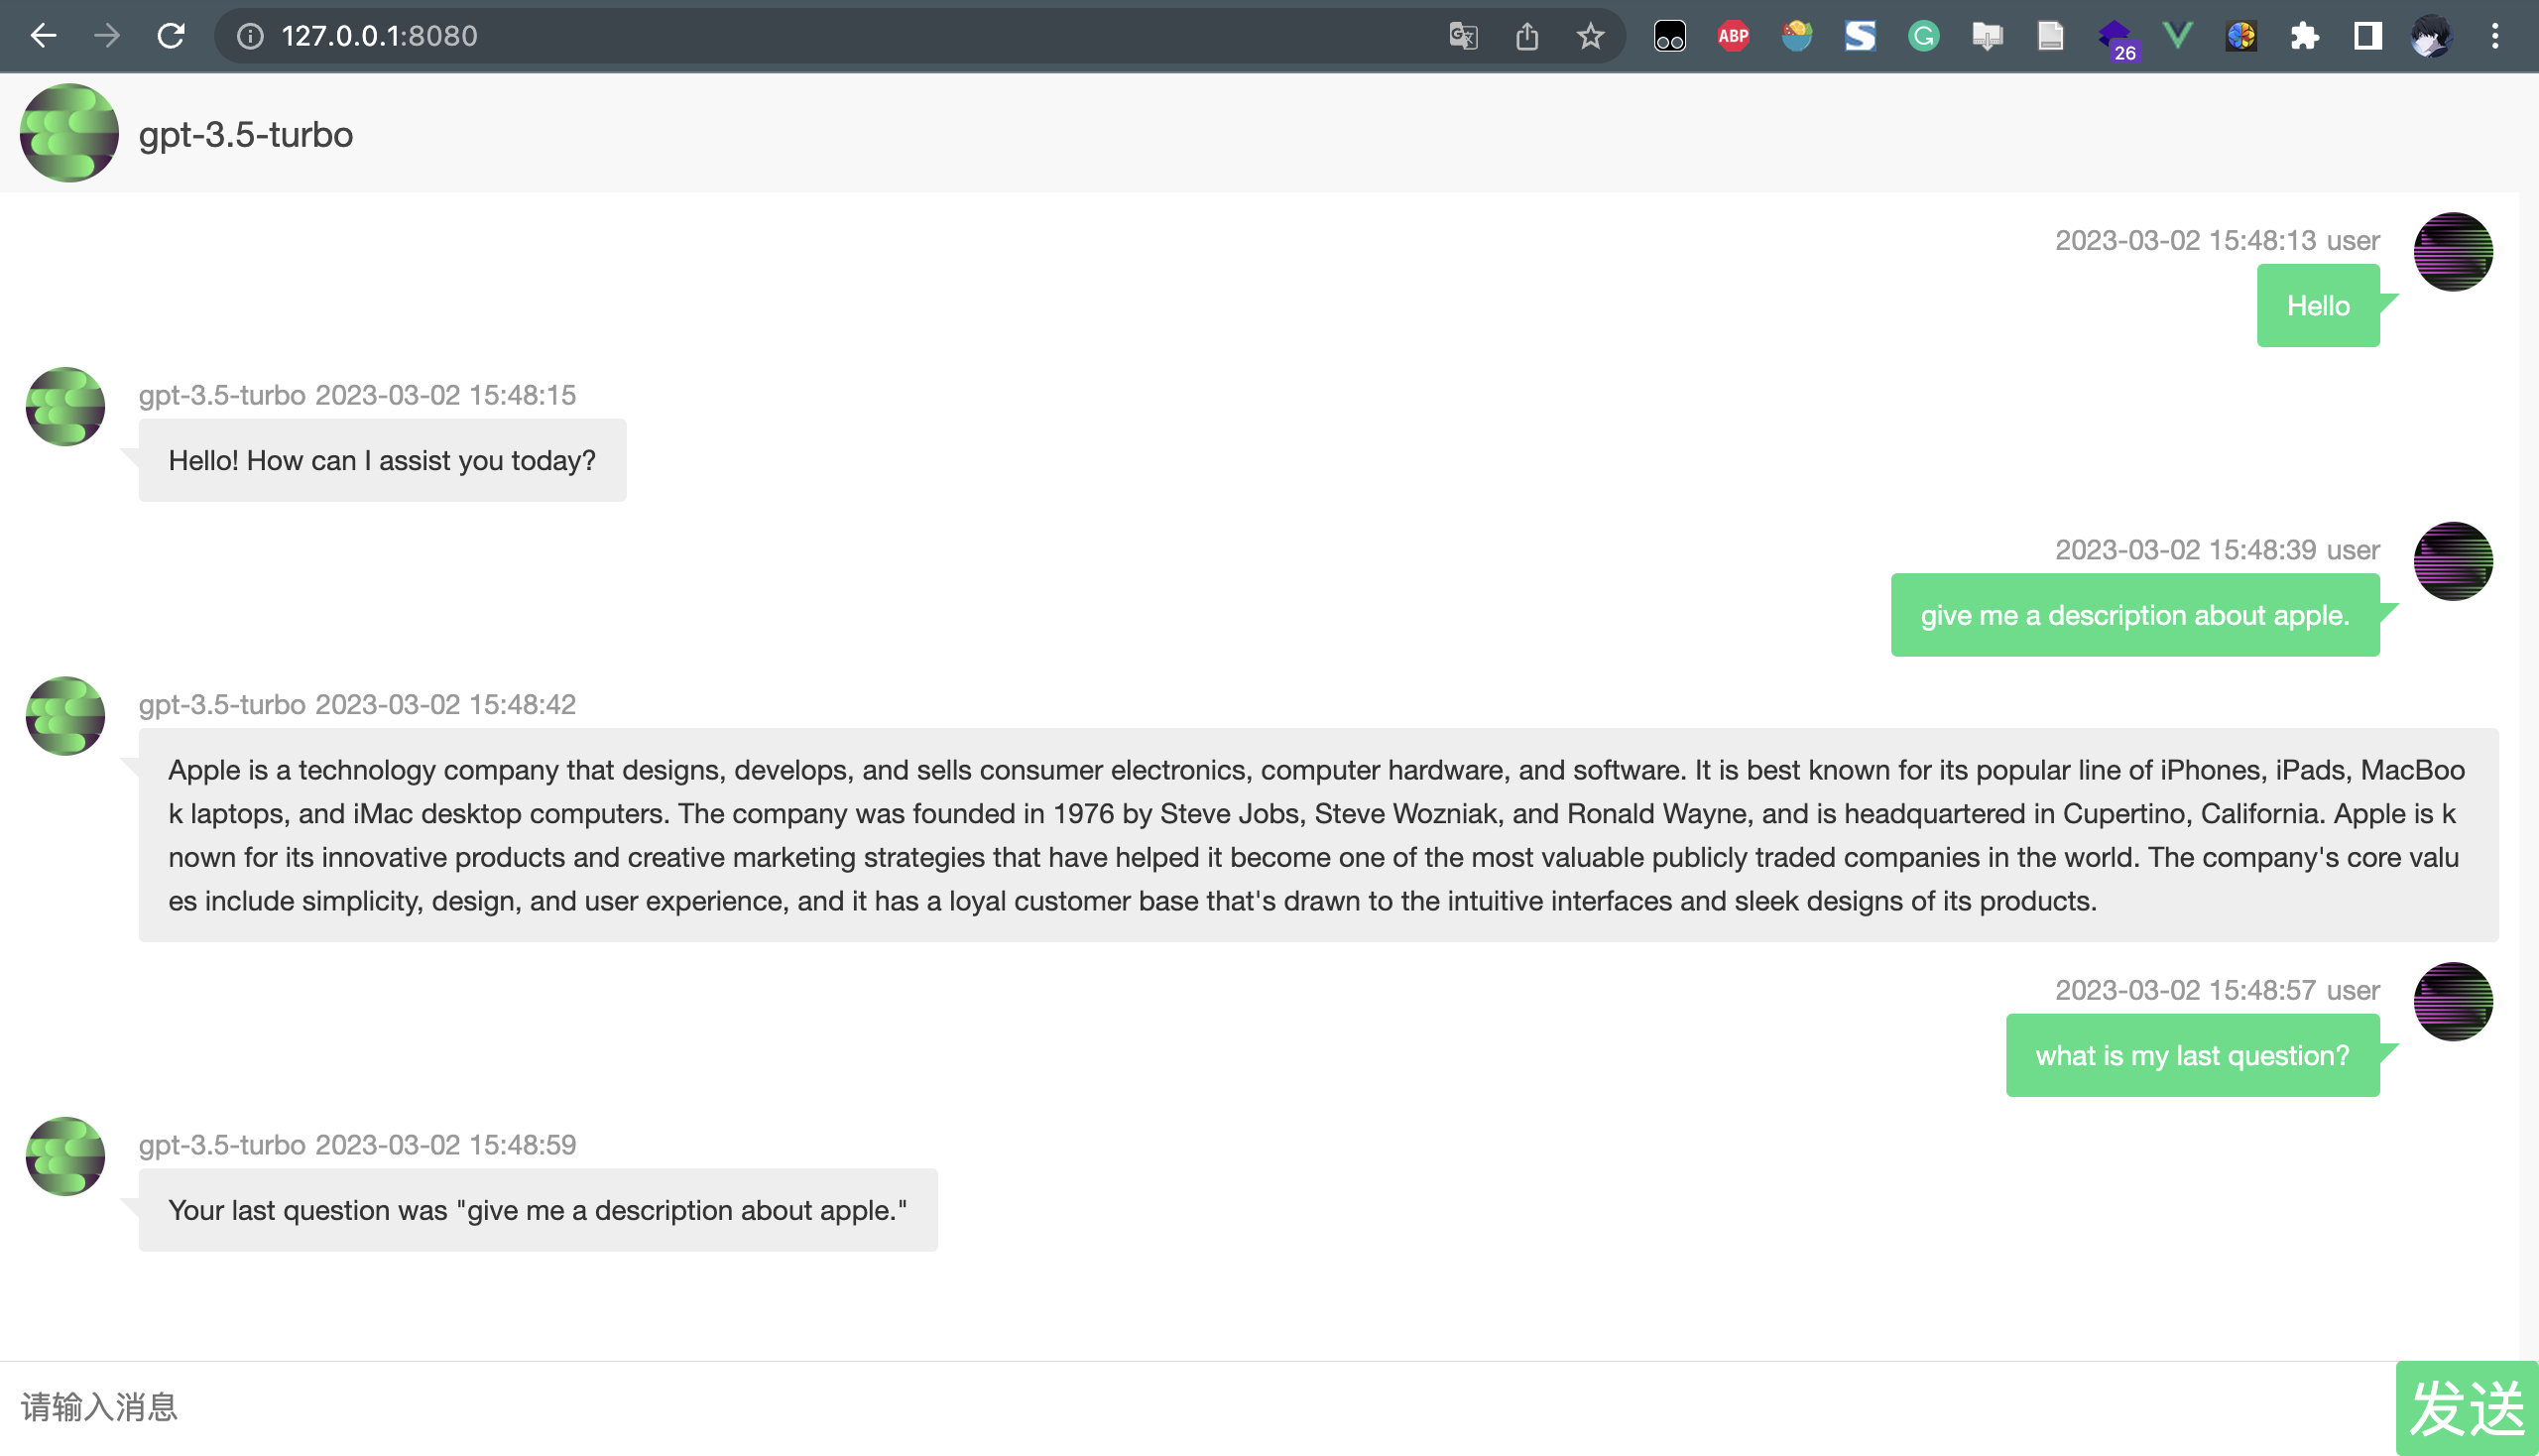 127.0.0.1:8080
ABP
26
gpt-3.5-turbo
2023-03-02 15:48:13 user
Hello
gpt-3.5-turbo 2023-03-02 15:48:15
Hello! How can I assist you today?
2023-03-02 15:48:39 user
give me a description about apple.
gpt-3.5-turbo 2023-03-02 15:48:42
Apple is a technology company that designs, develops, and sells consumer electronics, computer hardware, and software. It is best known for its popular line of iPhones, iPads, MacBoo
k laptops, and iMac desktop computers. The company was founded in 1976 by Steve Jobs, Steve Wozniak, and Ronald Wayne, and is headquartered in Cupertino, California. Apple is k
nown for its innovative products and creative marketing strategies that have helped it become one of the most valuable publicly traded companies in the world. The company's core valu
es include simplicity, design, and user experience, and it has a loyal customer base that's drawn to the intuitive interfaces and sleek designs of its products.
2023-03-02 15:48:57 user
what is my last question?
gpt-3.5-turbo 2023-03-02 15:48:59
Your last question was "give me a description about apple."
请输入消息
发送